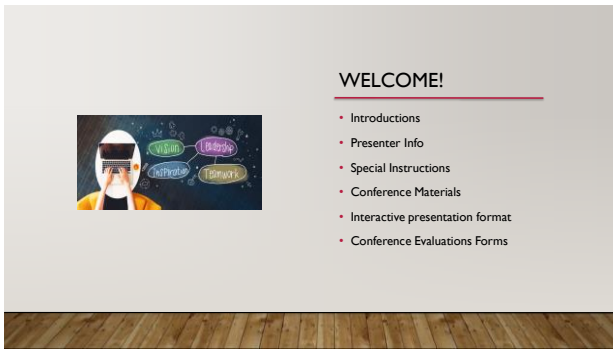 Vision
Leadership
Inspiration
Teamwork
WELCOME!
• Introductions
• Presenter Info
• Special Instructions
• Conference Materials
• Interactive presentation format
• Conference Evaluations Forms